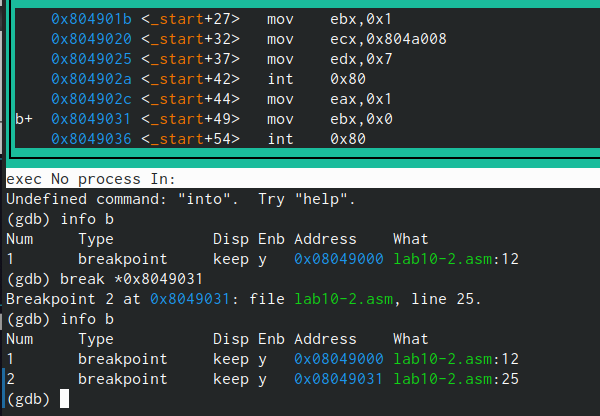 0x804901b <_start+27>   mov    ebx,0x1
0x8049020 <_start+32>   mov    ecx,0x804a008
0x8049025 <_start+37>   mov    edx,0x7
0x804902a <_start+42>   int    0x80
0x804902c <_start+44>   mov    eax,0x1
b+  0x8049031 <_start+49>   mov    ebx,0x0
0x8049036 <_start+54>   int    0x80
exec No process In:
Undefined command: "into".  Try "help".
(gdb) info b
Num     Type           Disp Enb Address    What
1       breakpoint     keep y   0x08049000 lab10-2.asm:12
(gdb) break *0x8049031
Breakpoint 2 at 0x8049031: file lab10-2.asm, line 25.
(gdb) info b
Num     Type           Disp Enb Address    What
1       breakpoint     keep y   0x08049000 lab10-2.asm:12
2       breakpoint     keep y   0x08049031 lab10-2.asm:25
(gdb)